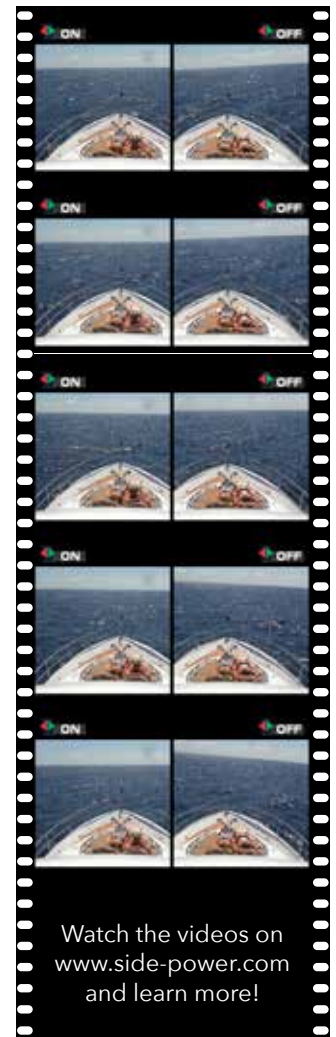 ON OFF
ON OFF
ON OFF
ON OFF
ON OFF
Watch the videos on
www.side-power.com
and learn more!